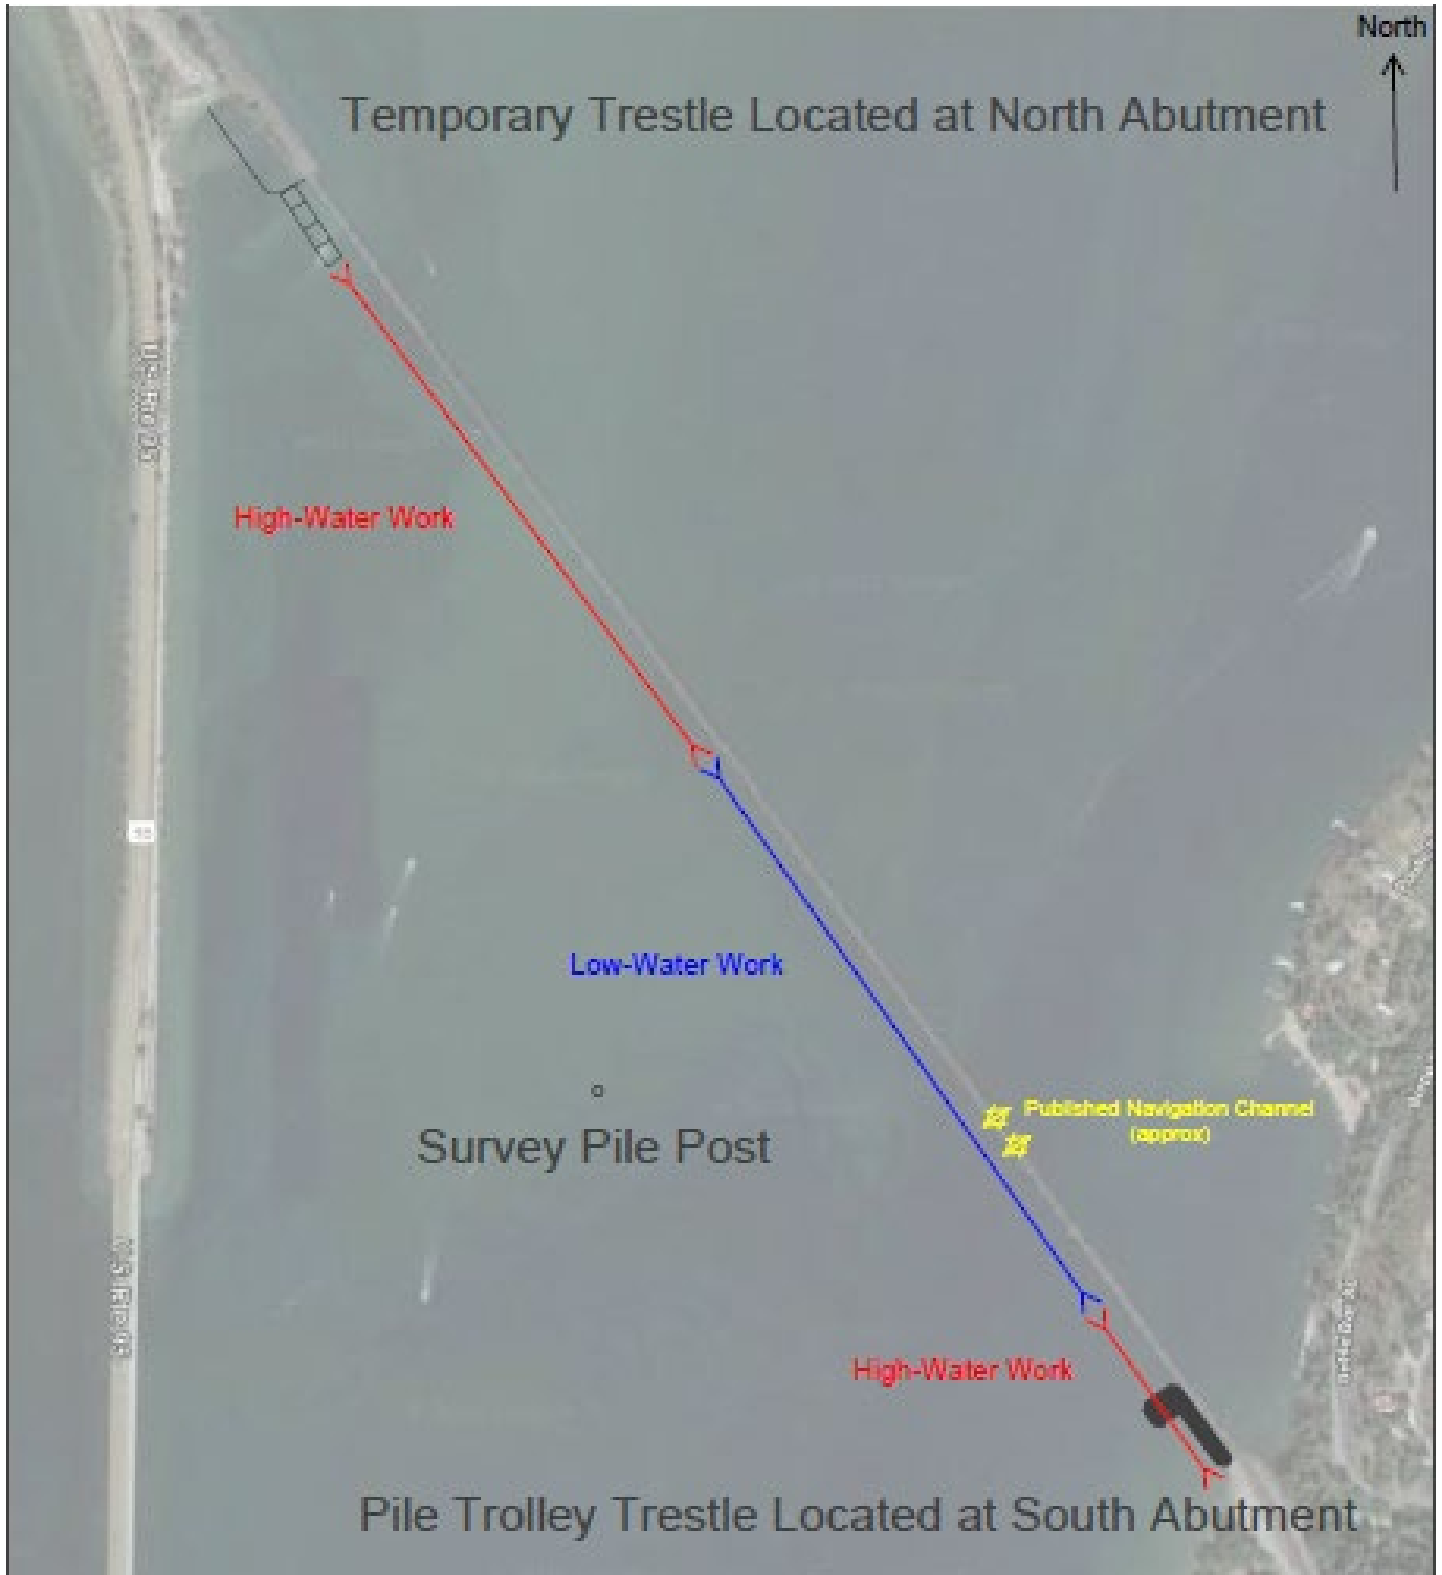 North
Temporary Trestle Located at North Abutment
High-Water Work
Low-Water Work
Published Navigation Channel
(approx)
Survey Pile Post
High-Water Work
Pile Trolley Trestle Located at South Abutment